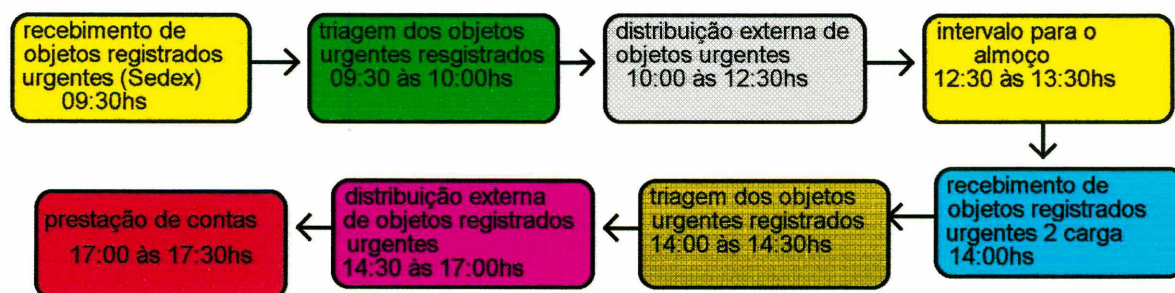 recebimento de
objetos registrados
urgentes (Sedex)
09:30hs
triagem dos objetos
urgentes resgistrados
09:30 às 10:00hs
distribuição externa de
objetos urgentes
10:00 às 12:30hs
intervalo para o
almoço
12:30 às 13:30hs
recebimento de
objetos registrados
urgentes 2 carga
14:00hs
triagem dos objetos
urgentes registrados
14:00 às 14:30hs
distribuição externa
de objetos registrados
urgentes
14:30 às 17:00hs
prestação de contas
17:00 às 17:30hs